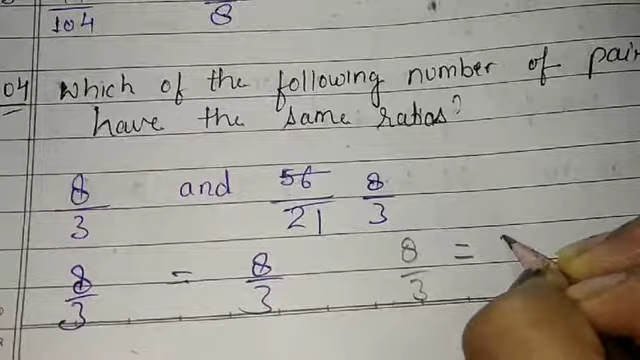 104 8
04 Which of the following number of pair
have the same ratios?
8/3 and 56/21 8/3
8/3 = 8/3 8/3 =